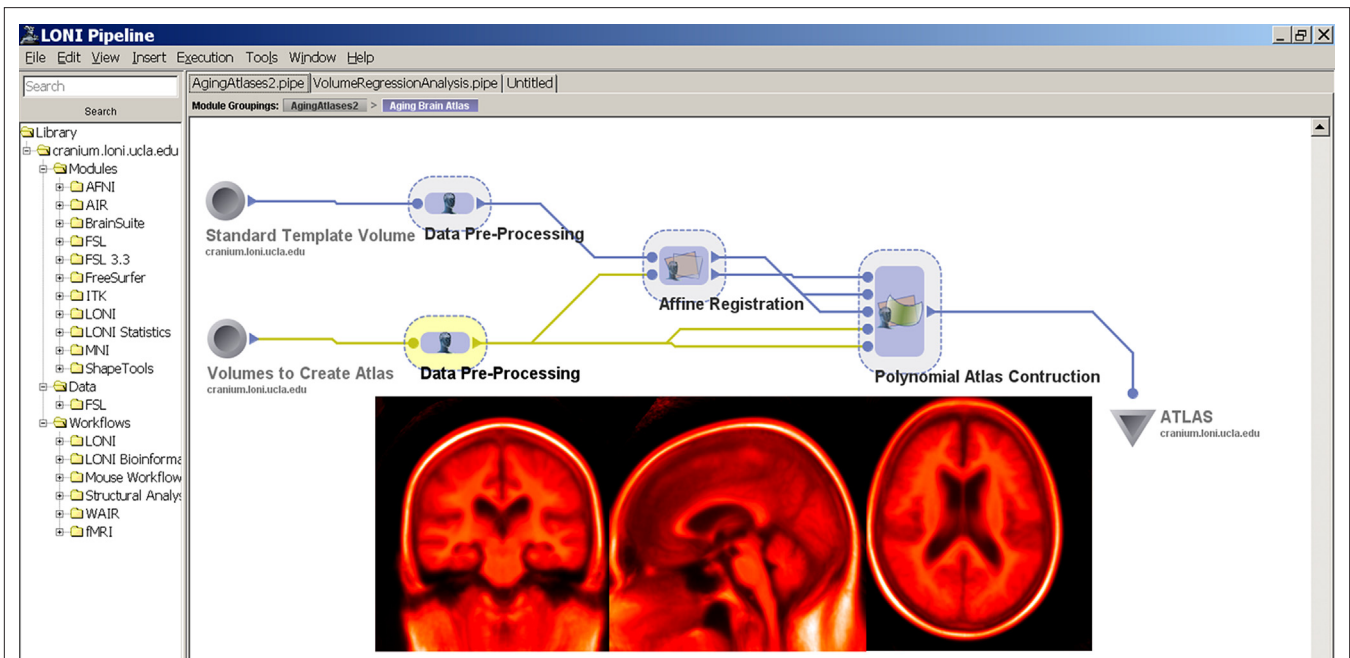 LONI Pipeline
File Edit View Insert Execution Tools Window Help
Search
Search
Library
cranium.loni.ucla.edu
Modules
AFNI
AIR
BrainSuite
FSL
FSL 3.3
FreeSurfer
ITK
LONI
LONI Statistics
MNI
ShapeTools
Data
FSL
Workflows
LONI
LONI Bioinforma
Mouse Workflow
Structural Analys
WAIR
fMRI
AgingAtlases2.pipe VolumeRegressionAnalysis.pipe Untitled
Module Groupings: AgingAtlases2 > Aging Brain Atlas
Standard Template Volume
cranium.loni.ucla.edu
Data Pre-Processing
Affine Registration
Volumes to Create Atlas
cranium.loni.ucla.edu
Data Pre-Processing
Polynomial Atlas Contruction
ATLAS
cranium.loni.ucla.edu